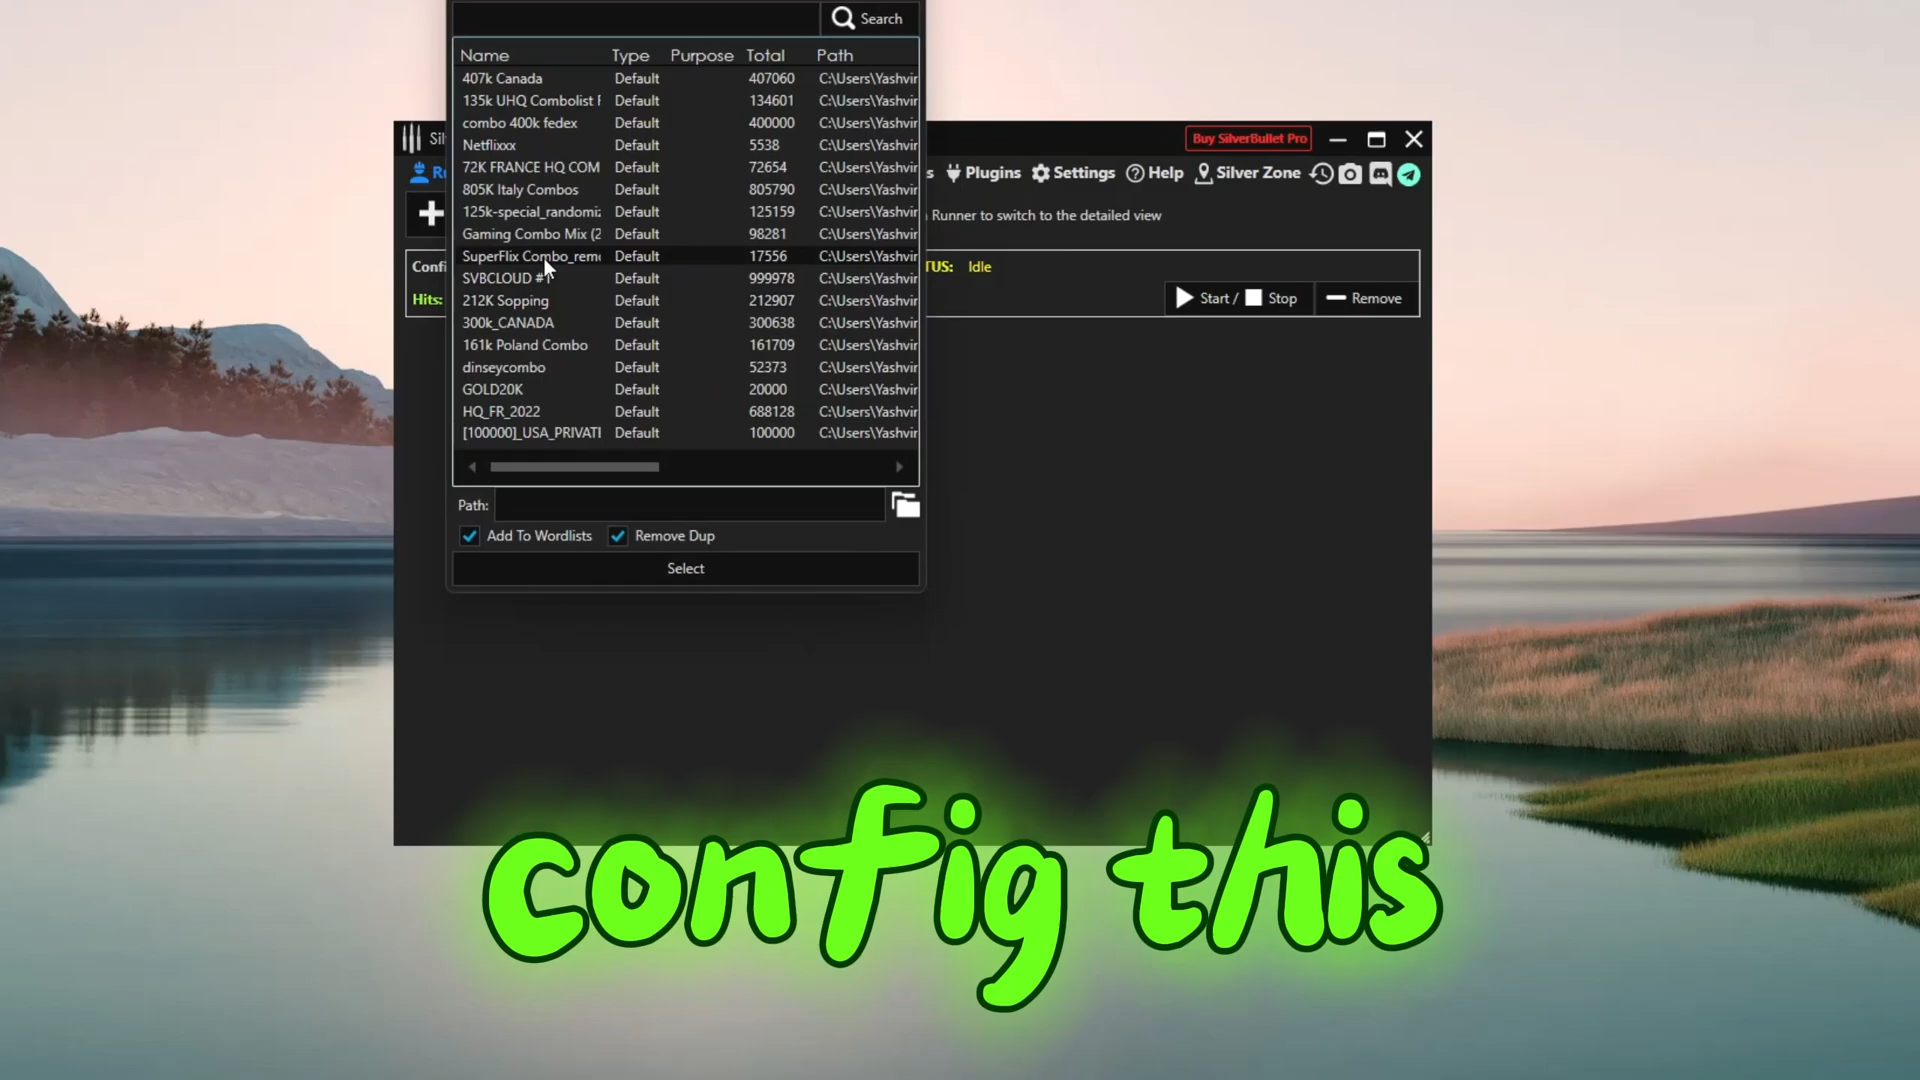 Search
Name Type Purpose Total Path
407k Canada Default 407060 C:\Users\Yashvir
135k UHQ Combolist Default 134601 C:\Users\Yashvir
combo 400k fedex Default 400000 C:\Users\Yashvir
Netflixxx Default 5538 C:\Users\Yashvir
72K FRANCE HQ COM Default 72654 C:\Users\Yashvir
805K Italy Combos Default 805790 C:\Users\Yashvir
125k-special_randomiz Default 125159 C:\Users\Yashvir
Gaming Combo Mix (2 Default 98281 C:\Users\Yashvir
SuperFlix Combo_rem Default 17556 C:\Users\Yashvir
SVBCLOUD #1 Default 999978 C:\Users\Yashvir
212K Sopping Default 212907 C:\Users\Yashvir
300k_CANADA Default 300638 C:\Users\Yashvir
161k Poland Combo Default 161709 C:\Users\Yashvir
dinseycombo Default 52373 C:\Users\Yashvir
GOLD20K Default 20000 C:\Users\Yashvir
HQ_FR_2022 Default 688128 C:\Users\Yashvir
[100000]_USA_PRIVATE Default 100000 C:\Users\Yashvir
Path:
Add To Wordlists Remove Dup
Select
Sil
Buy SilverBullet Pro
Ru
s Plugins Settings Help Silver Zone
Runner to switch to the detailed view
Confi
TUS: Idle
Hits:
Start / Stop Remove
config this